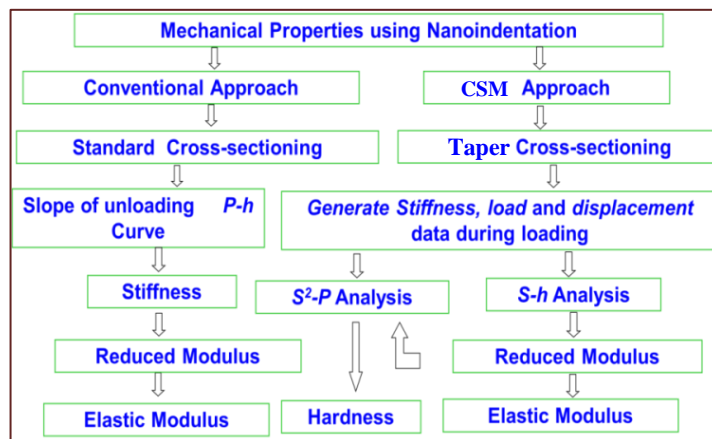 Mechanical Properties using Nanoindentation
Conventional Approach
CSM Approach
Standard Cross-sectioning
Taper Cross-sectioning
Slope of unloading P-h
Curve
Generate Stiffness, load and displacement
data during loading
Stiffness
S²-P Analysis
S-h Analysis
Reduced Modulus
Reduced Modulus
Elastic Modulus
Hardness
Elastic Modulus